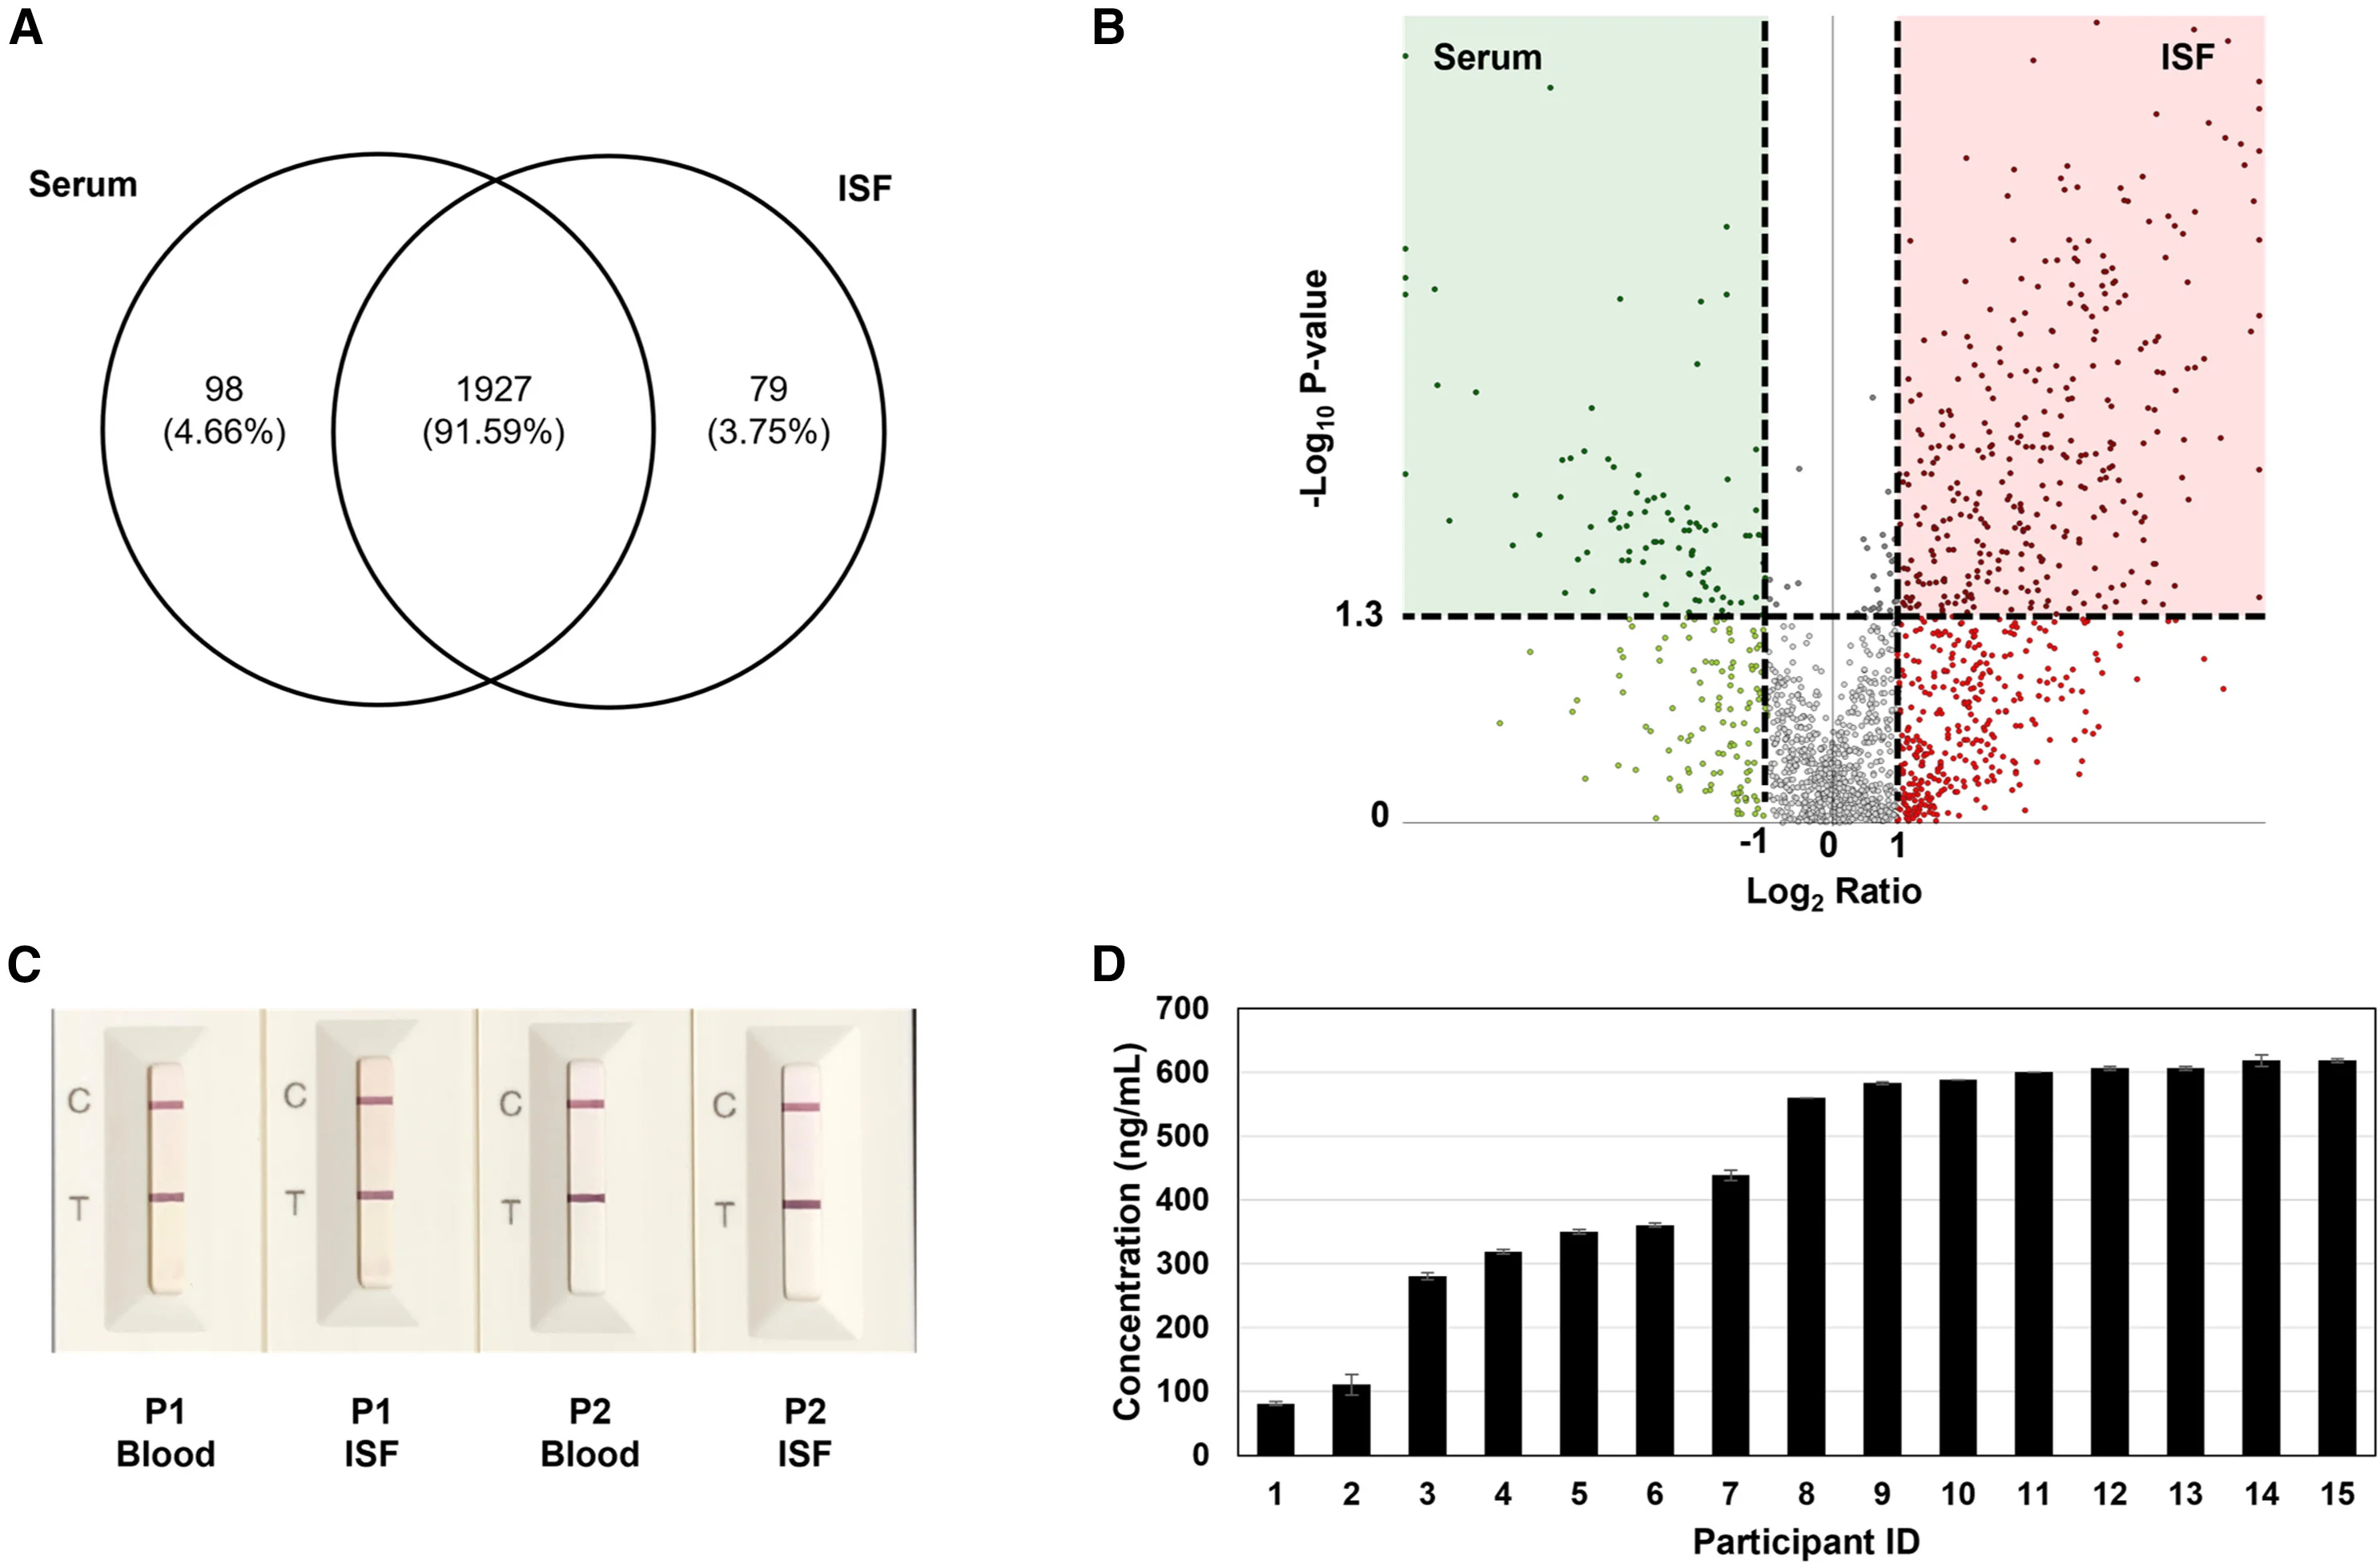 A
Serum
ISF
98
(4.66%)
1927
(91.59%)
79
(3.75%)
B
Serum
ISF
-Log10 P-value
1.3
0
-1
0
1
Log2 Ratio
C
C
T
C
T
C
T
C
T
P1
Blood
P1
ISF
P2
Blood
P2
ISF
D
Concentration (ng/mL)
700
600
500
400
300
200
100
0
1 2 3 4 5 6 7 8 9 10 11 12 13 14 15
Participant ID